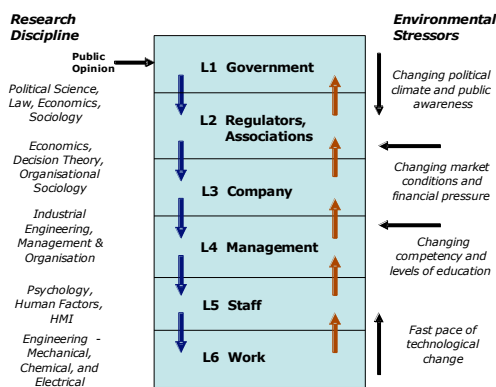 Research
Discipline
Environmental
Stressors
Public
Opinion
L1 Government
Political Science,
Law, Economics,
Sociology
Changing political
climate and public
awareness
L2 Regulators,
Associations
Economics,
Decision Theory,
Organisational
Sociology
Changing market
conditions and
financial pressure
L3 Company
Industrial
Engineering,
Management &
Organisation
L4 Management
Changing
competency and
levels of education
Psychology,
Human Factors,
HMI
L5 Staff
Engineering -
Mechanical,
Chemical, and
Electrical
L6 Work
Fast pace of
technological
change